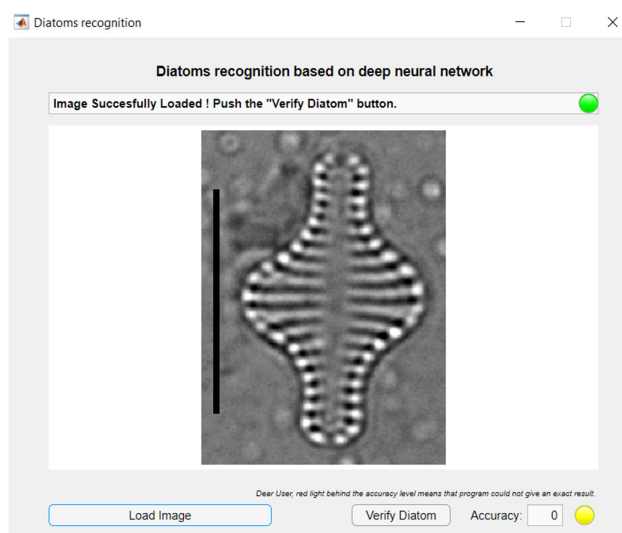 Diatoms recognition
Diatoms recognition based on deep neural network
Image Succesfully Loaded ! Push the "Verify Diatom" button.
Dear User, red light behind the accuracy level means that program could not give an exact result.
Load Image
Verify Diatom
Accuracy:
0